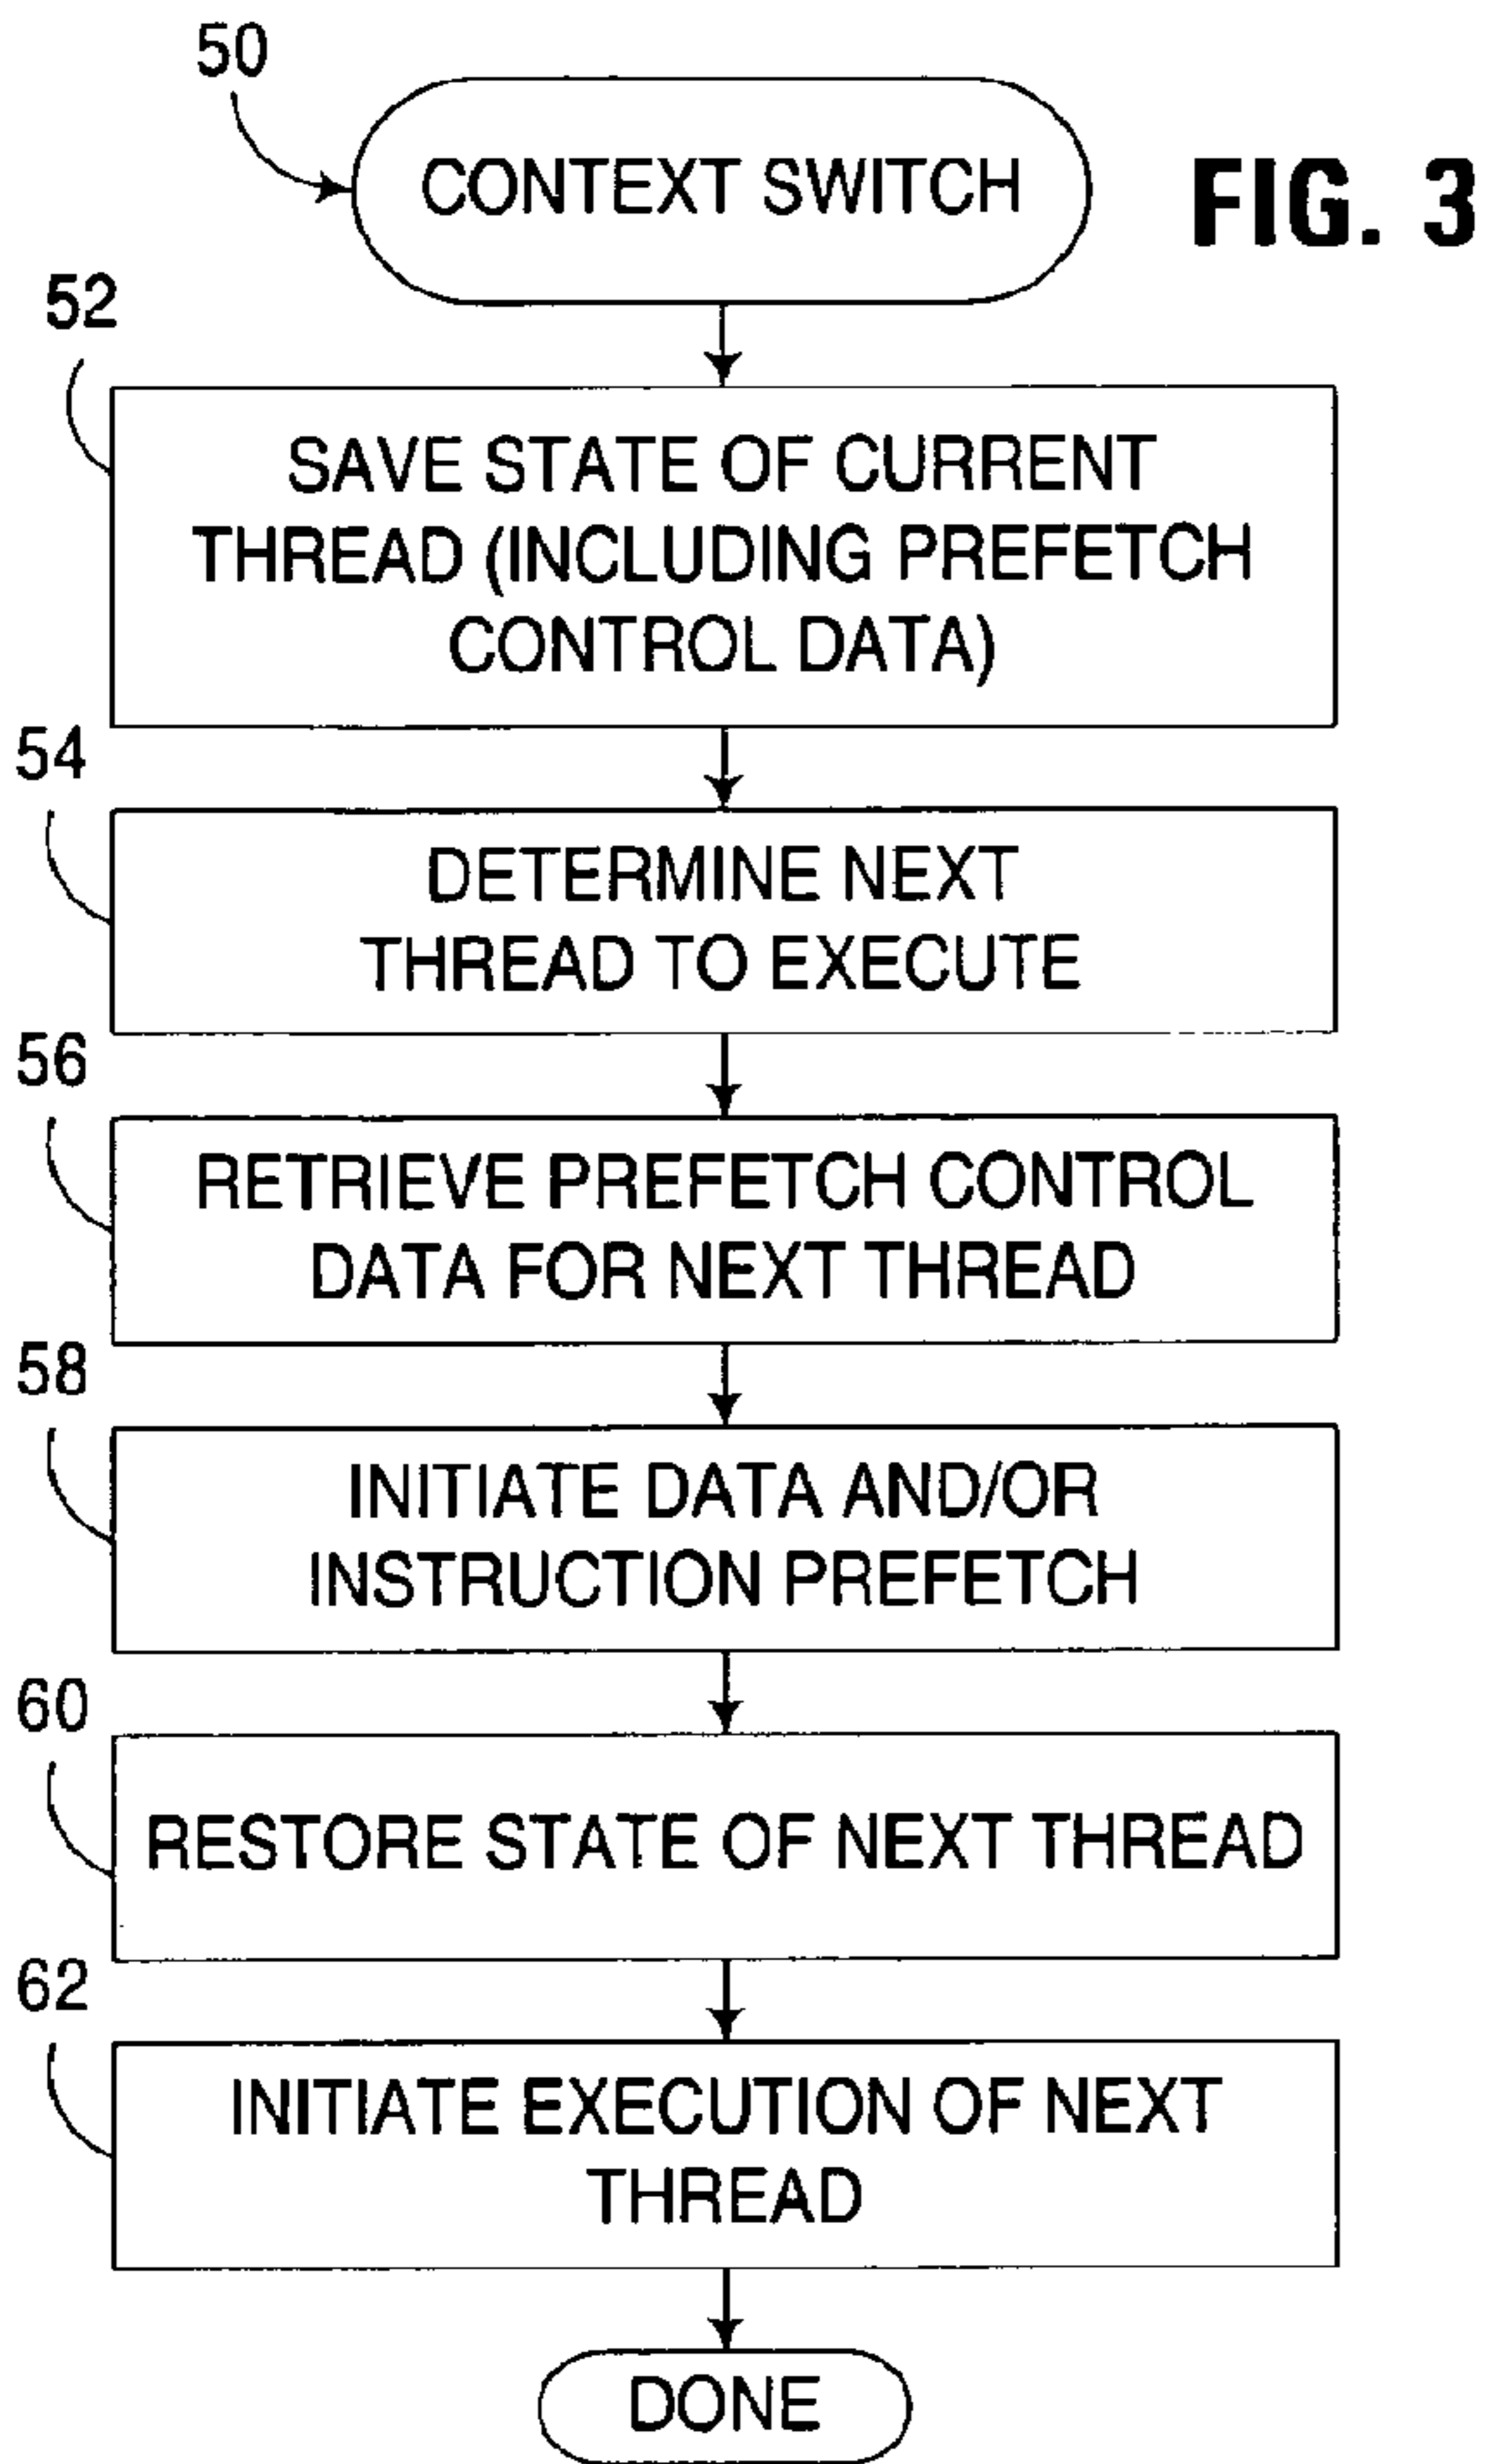 50
CONTEXT SWITCH
FIG. 3
52
SAVE STATE OF CURRENT
THREAD (INCLUDING PREFETCH
CONTROL DATA)
54
DETERMINE NEXT
THREAD TO EXECUTE
56
RETRIEVE PREFETCH CONTROL
DATA FOR NEXT THREAD
58
INITIATE DATA AND/OR
INSTRUCTION PREFETCH
60
RESTORE STATE OF NEXT THREAD
62
INITIATE EXECUTION OF NEXT
THREAD
DONE